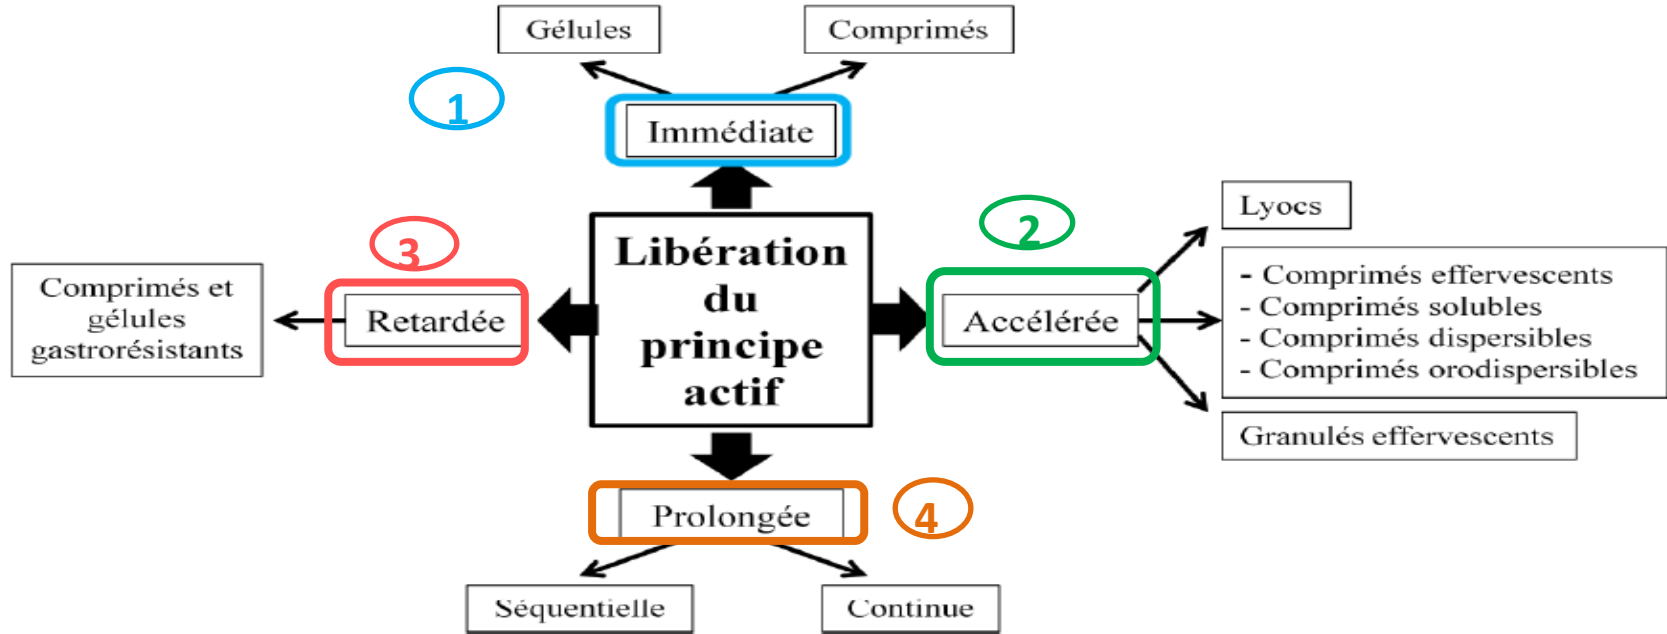 Gélules
Comprimés
1
Immédiate
Lyocs
2
3
Libération
du
principe
actif
- Comprimés effervescents
- Comprimés solubles
- Comprimés dispersibles
- Comprimés orodispersibles
Comprimés et
gélules
gastrorésistants
Retardée
Accélérée
Granulés effervescents
Prolongée
4
Séquentielle
Continue